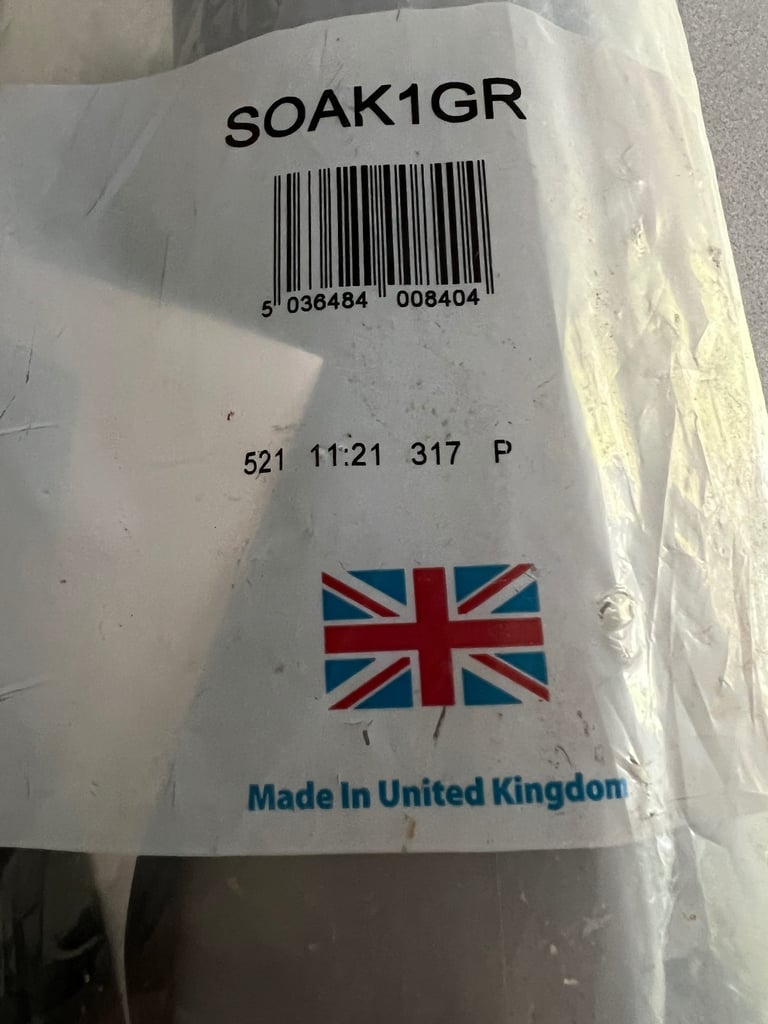 SOAK1GR
5 036484 008404
521 11:21 317 P
Made In United Kingdom